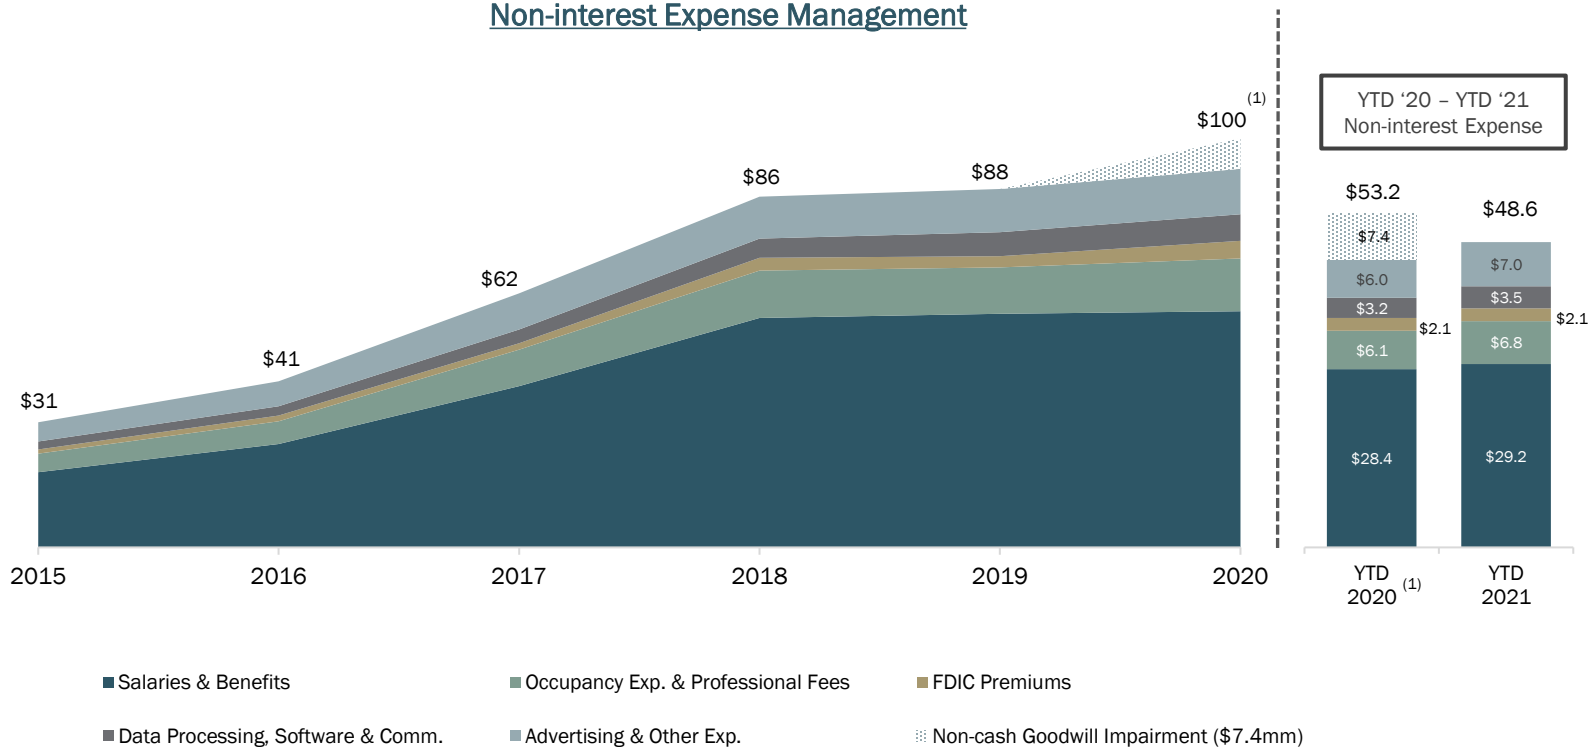 Non-interest Expense Management
(1)
$100
$88
$86
$62
$41
$31
2015
2016
2017
2018
2019
2020
YTD ‘20 – YTD ‘21
Non-interest Expense
$53.2
$48.6
$7.4
$6.0
$3.2
$2.1
$6.1
$28.4
$7.0
$3.5
$2.1
$6.8
$29.2
YTD
2020 (1)
YTD
2021
Salaries & Benefits
Occupancy Exp. & Professional Fees
FDIC Premiums
Data Processing, Software & Comm.
Advertising & Other Exp.
Non-cash Goodwill Impairment ($7.4mm)